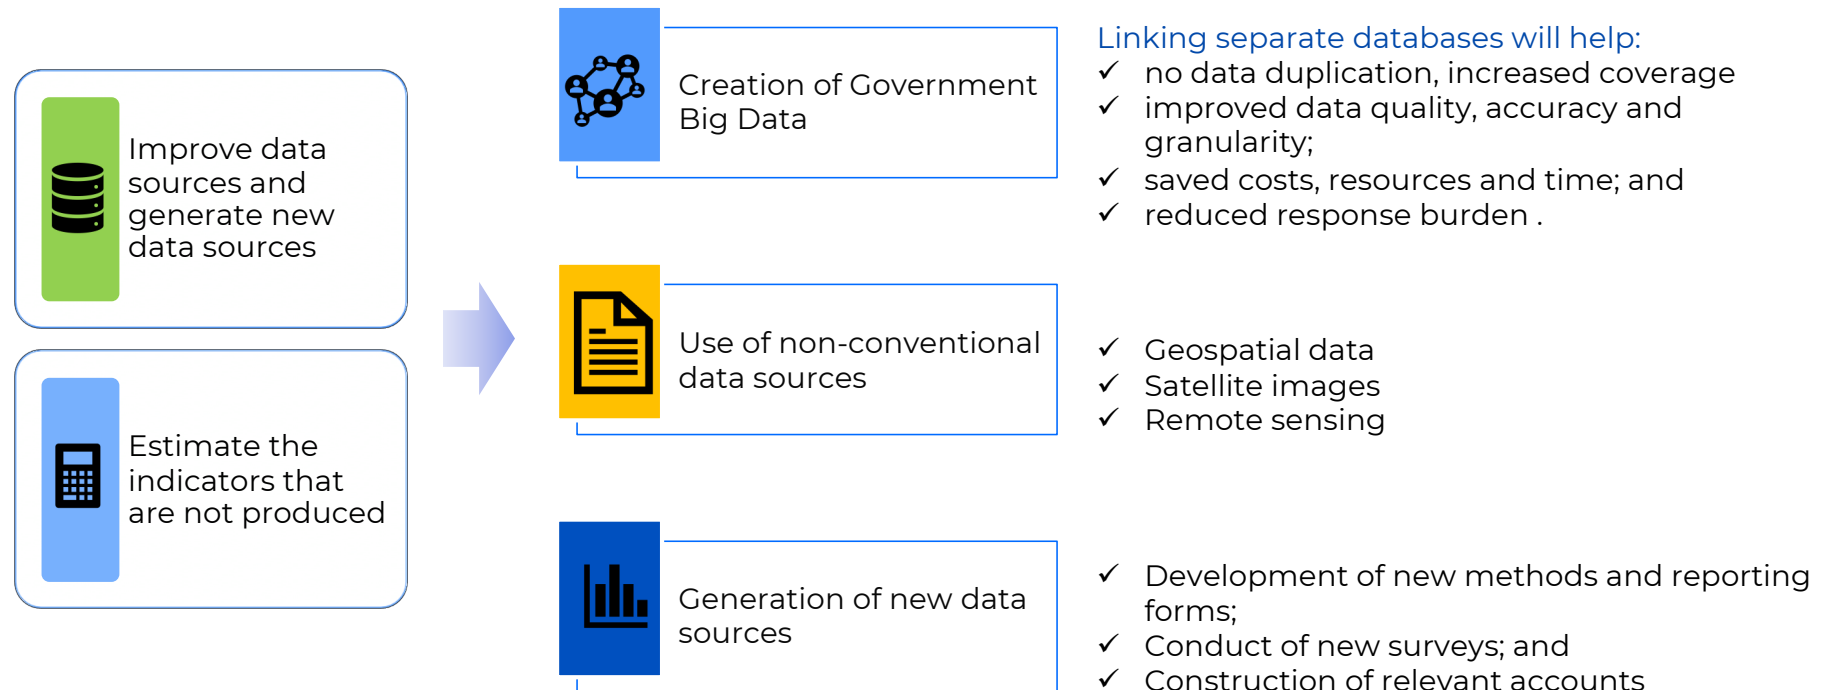 Improve data
sources and
generate new
data sources
Estimate the
indicators that
are not produced
Creation of Government
Big Data
Linking separate databases will help:
✓ no data duplication, increased coverage
✓ improved data quality, accuracy and
granularity;
✓ saved costs, resources and time; and
✓ reduced response burden .
Use of non-conventional
data sources
✓ Geospatial data
✓ Satellite images
✓ Remote sensing
Generation of new data
sources
✓ Development of new methods and reporting
forms;
✓ Conduct of new surveys; and
✓ Construction of relevant accounts